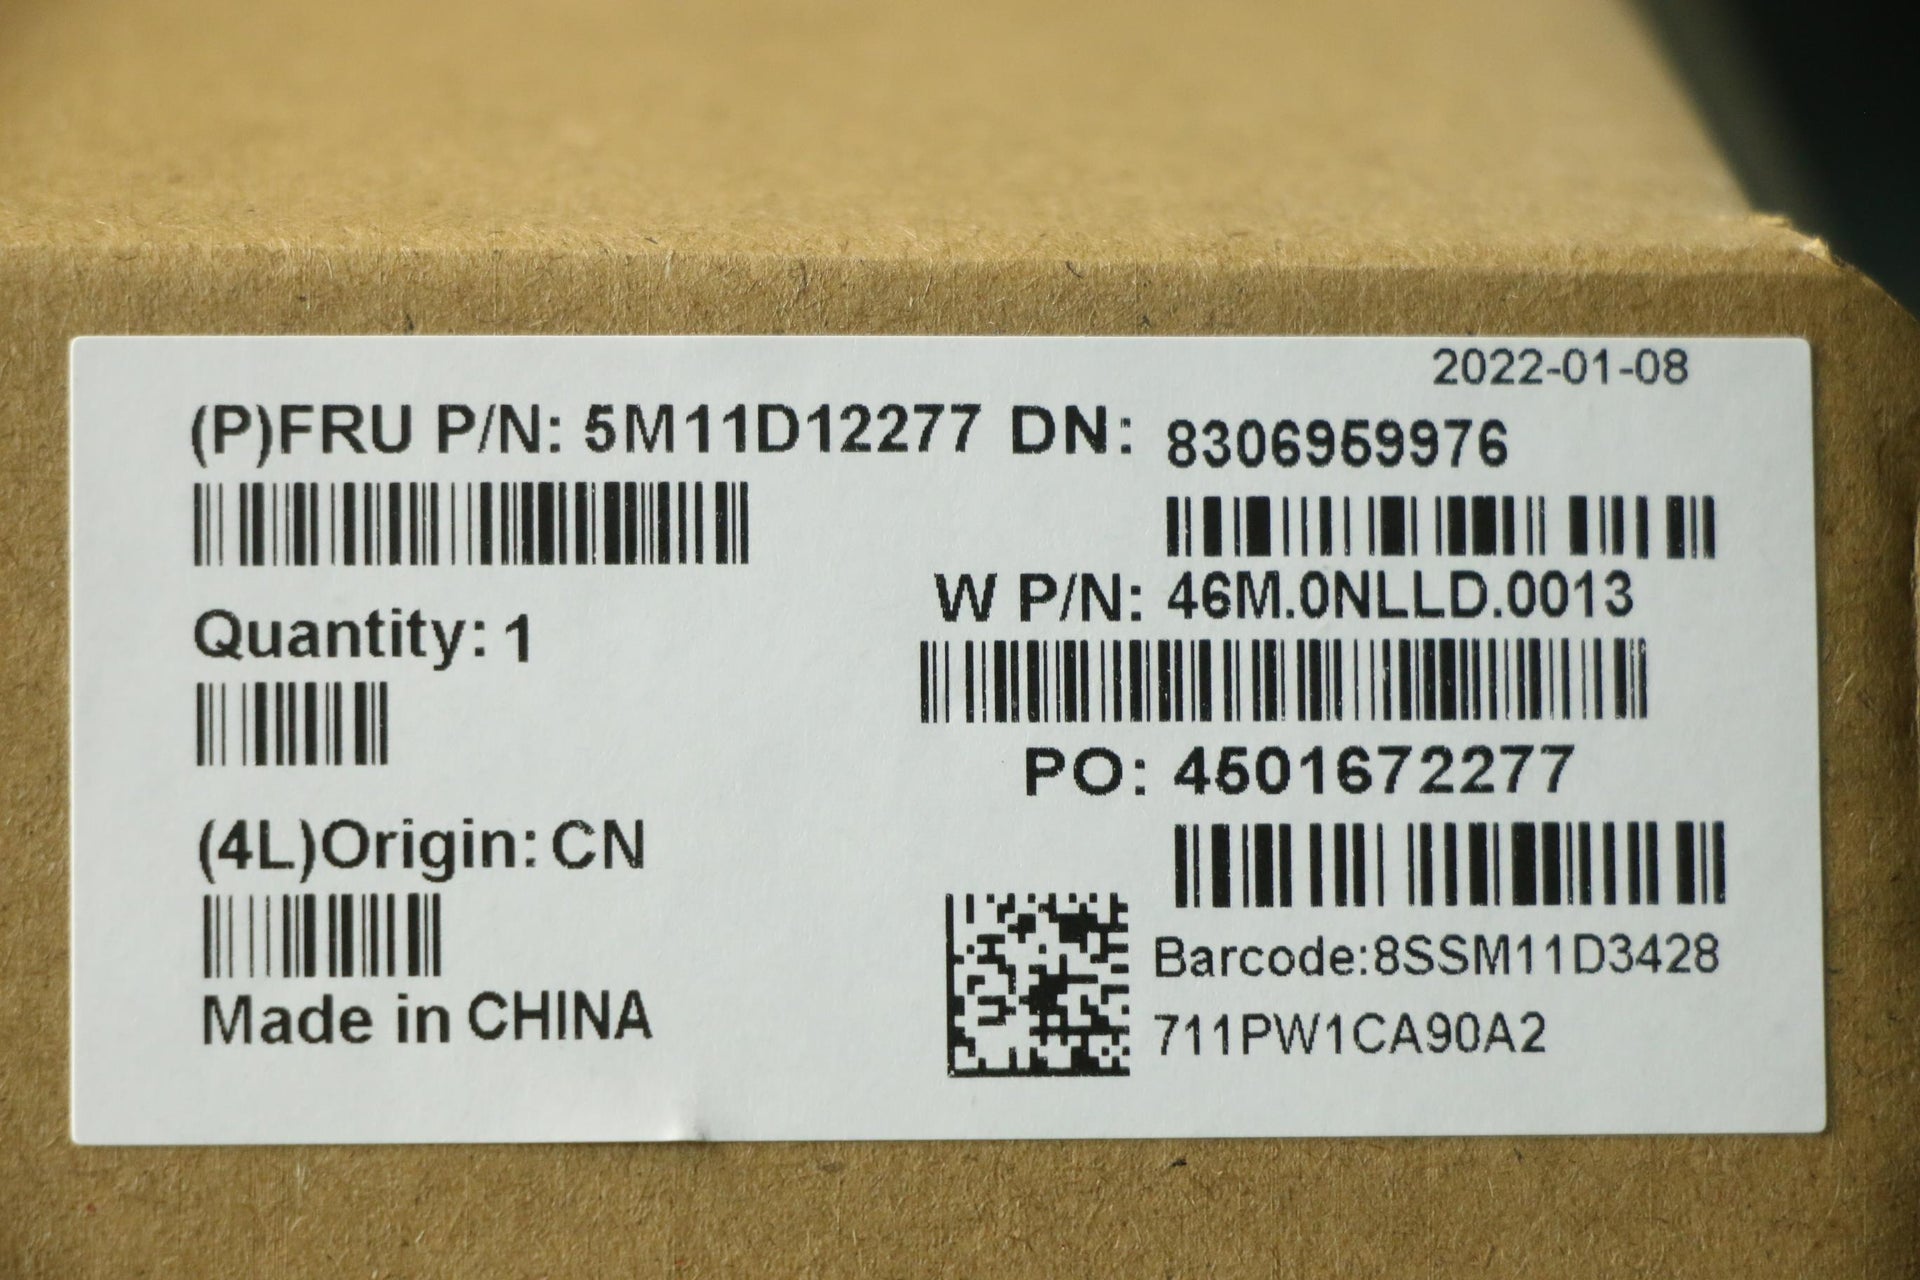 2022-01-08
(P)FRU P/N: 5M11D12277 DN: 8306959976
W P/N: 46M.0NLLD.0013
Quantity: 1
PO: 4501672277
(4L)Origin: CN
Barcode:8SSM11D3428
711PW1CA90A2
Made in CHINA